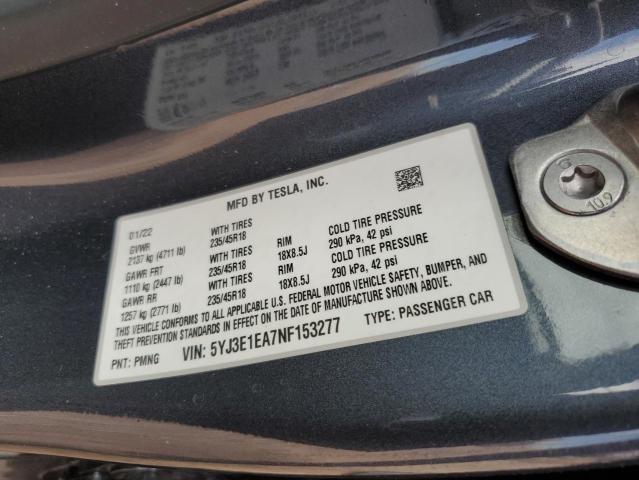 MFD BY TESLA, INC.
01/22
GVWR WITH TIRES RIM COLD TIRE PRESSURE
2137 kg (4711 lb) 235/45R18 18X8.5J 290 kPa, 42 psi
GAWR FRT WITH TIRES RIM COLD TIRE PRESSURE
1110 kg (2447 lb) 235/45R18 18X8.5J 290 kPa, 42 psi
GAWR RR WITH TIRES
1257 kg (2771 lb) 235/45R18
THIS VEHICLE CONFORMS TO ALL APPLICABLE U.S. FEDERAL MOTOR VEHICLE SAFETY, BUMPER, AND
THEFT PREVENTION STANDARDS IN EFFECT ON THE DATE OF MANUFACTURE SHOWN ABOVE.
PNT: PMNG VIN: 5YJ3E1EA7NF153277 TYPE: PASSENGER CAR
10.9